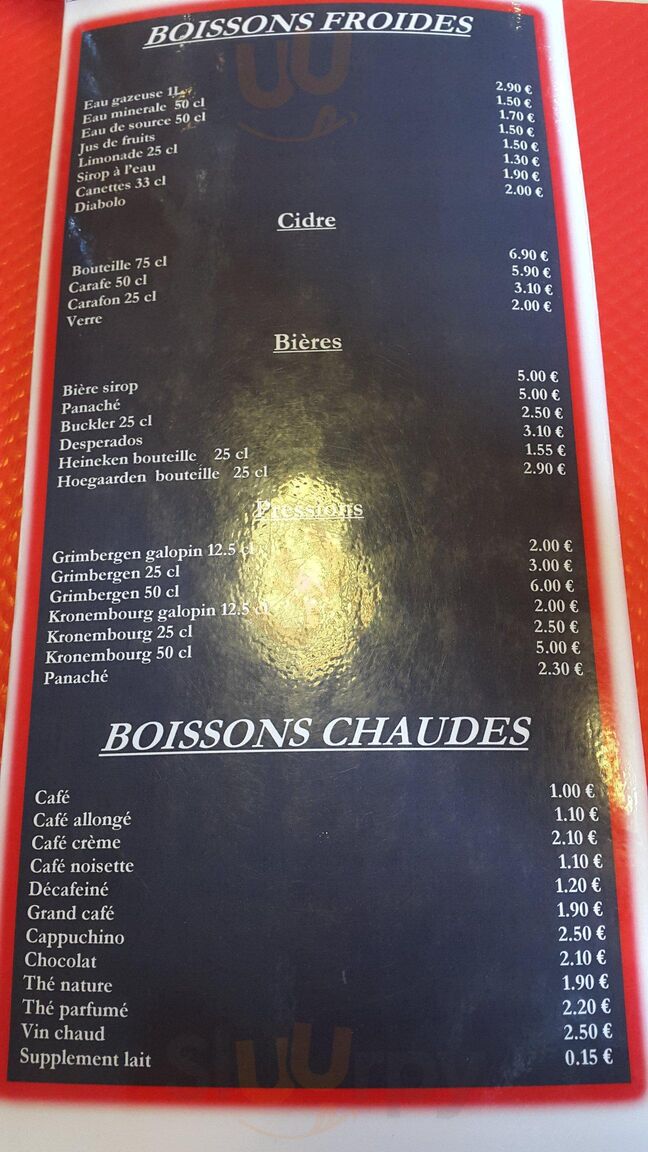 BOISSONS FROIDES
Eau gazeuse 1L 2.90 €
Eau minerale 50 cl 1.50 €
Eau de source 50 cl 1.70 €
Jus de fruits 1.50 €
Limonade 25 cl 1.50 €
Sirop à l'eau 1.30 €
Canettes 33 cl 1.90 €
Diabolo 2.00 €
Cidre
Bouteille 75 cl 6.90 €
Carafe 50 cl 5.90 €
Carafon 25 cl 3.10 €
Verre 2.00 €
Bières
Bière sirop 5.00 €
Panaché 5.00 €
Buckler 25 cl 2.50 €
Desperados 3.10 €
Heineken bouteille 25 cl 1.55 €
Hoegaarden bouteille 25 cl 2.90 €
Pressions
Grimbergen galopin 12.5 cl 2.00 €
Grimbergen 25 cl 3.00 €
Grimbergen 50 cl 6.00 €
Kronembourg galopin 12.5 cl 2.00 €
Kronembourg 25 cl 2.50 €
Kronembourg 50 cl 5.00 €
Panaché 2.30 €
BOISSONS CHAUDES
Café 1.00 €
Café allongé 1.10 €
Café crème 2.10 €
Café noisette 1.10 €
Décafeiné 1.20 €
Grand café 1.90 €
Cappuchino 2.50 €
Chocolat 2.10 €
Thé nature 1.90 €
Thé parfumé 2.20 €
Vin chaud 2.50 €
Supplement lait 0.15 €
sluurpy